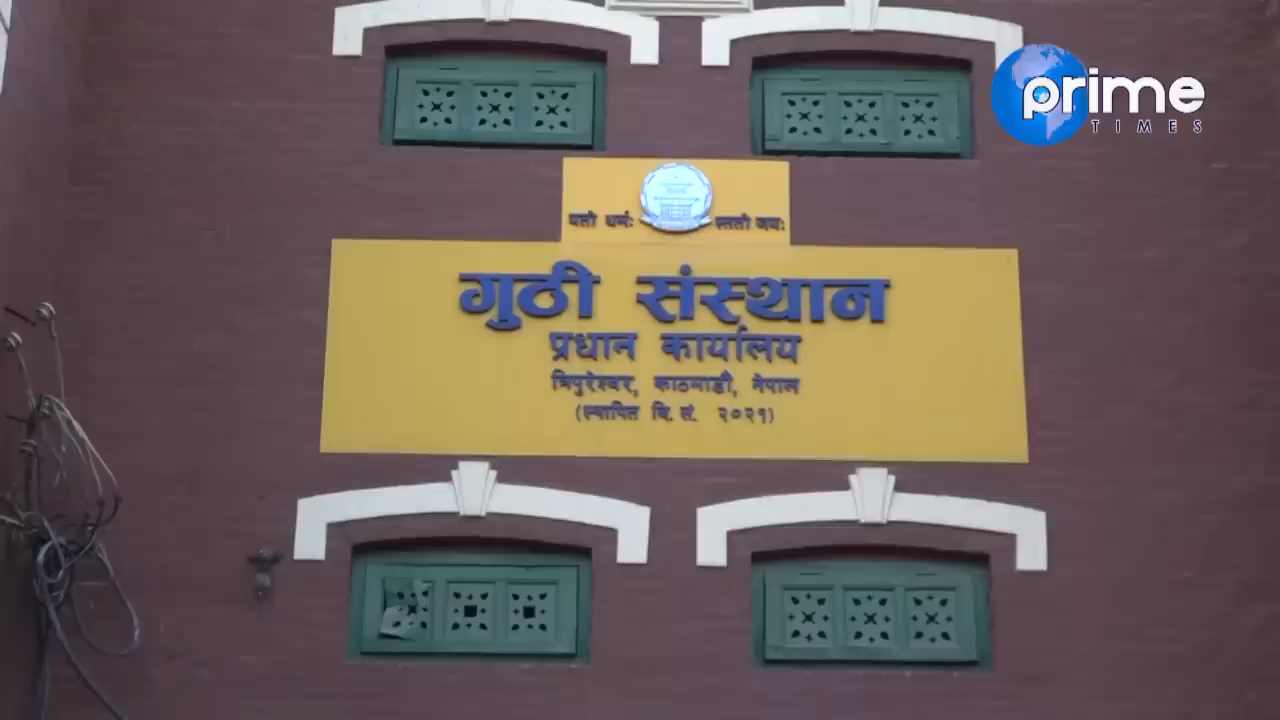 prime
TIMES
यतो धर्मः स्ततो जयः
गुठी संस्थान
प्रधान कार्यालय
त्रिपुरेश्वर, काठमाडौं, नेपाल
(स्थापित वि. सं. २०२१)